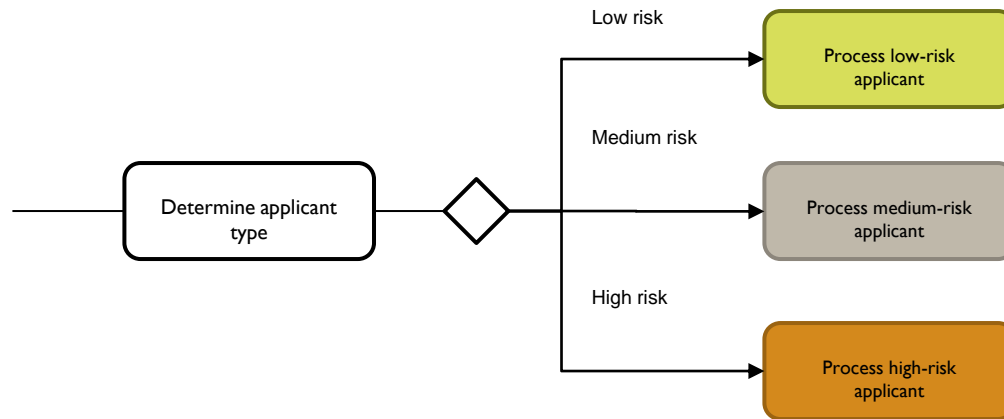 Low risk
Process low-risk
applicant
Medium risk
Determine applicant
type
Process medium-risk
applicant
High risk
Process high-risk
applicant